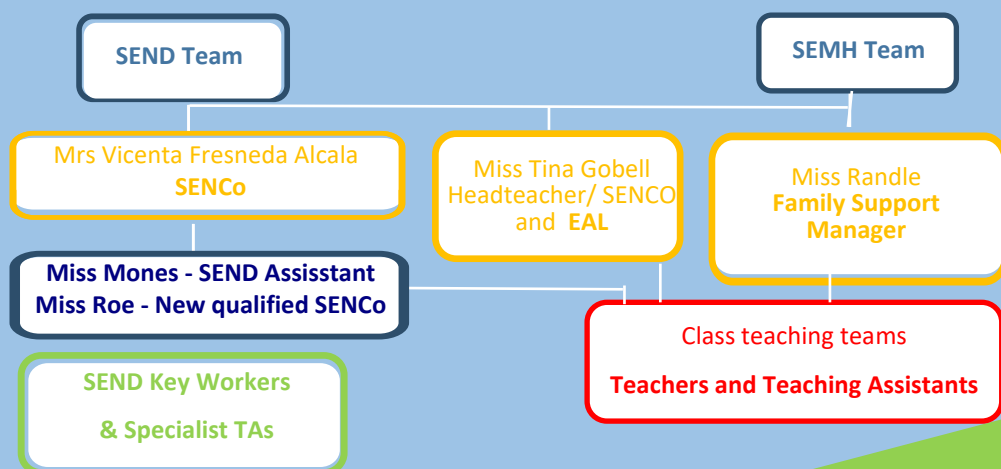 SEND Team
SEMH Team
Mrs Vicenta Fresneda Alcala
SENCo
Miss Tina Gobell
Headteacher/ SENCO
and EAL
Miss Randle
Family Support
Manager
Miss Mones - SEND Assisstant
Miss Roe - New qualified SENCo
Class teaching teams
Teachers and Teaching Assistants
SEND Key Workers
& Specialist TAs